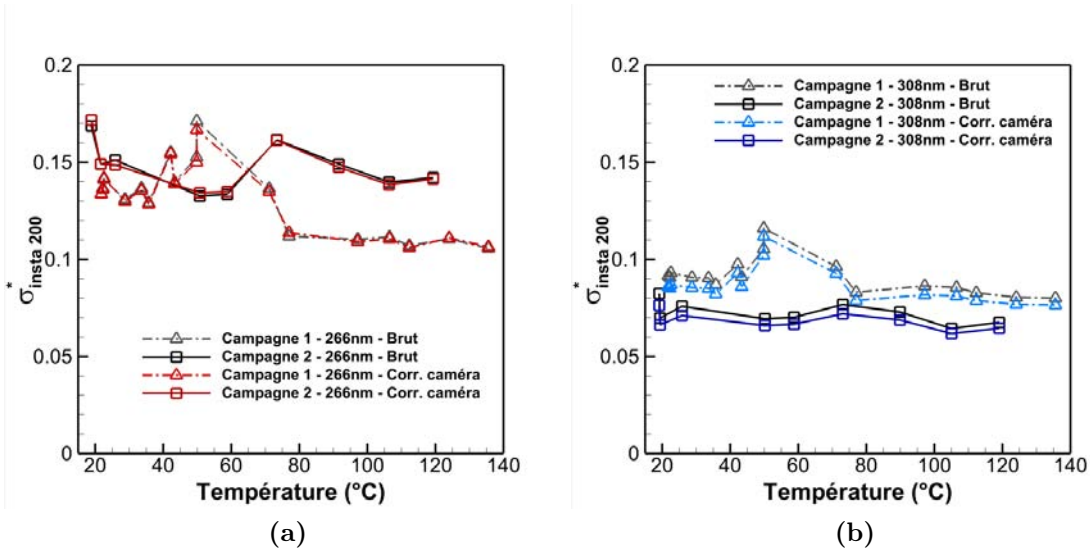 0.2
0.15
0.1
0.05
0
σ*insta 200
20 40 60 80 100 120 140
Température (°C)
Campagne 1 - 266nm - Brut
Campagne 2 - 266nm - Brut
Campagne 1 - 266nm - Corr. caméra
Campagne 2 - 266nm - Corr. caméra
(a)
0.2
0.15
0.1
0.05
0
σ*insta 200
20 40 60 80 100 120 140
Température (°C)
Campagne 1 - 308nm - Brut
Campagne 2 - 308nm - Brut
Campagne 1 - 308nm - Corr. caméra
Campagne 2 - 308nm - Corr. caméra
(b)